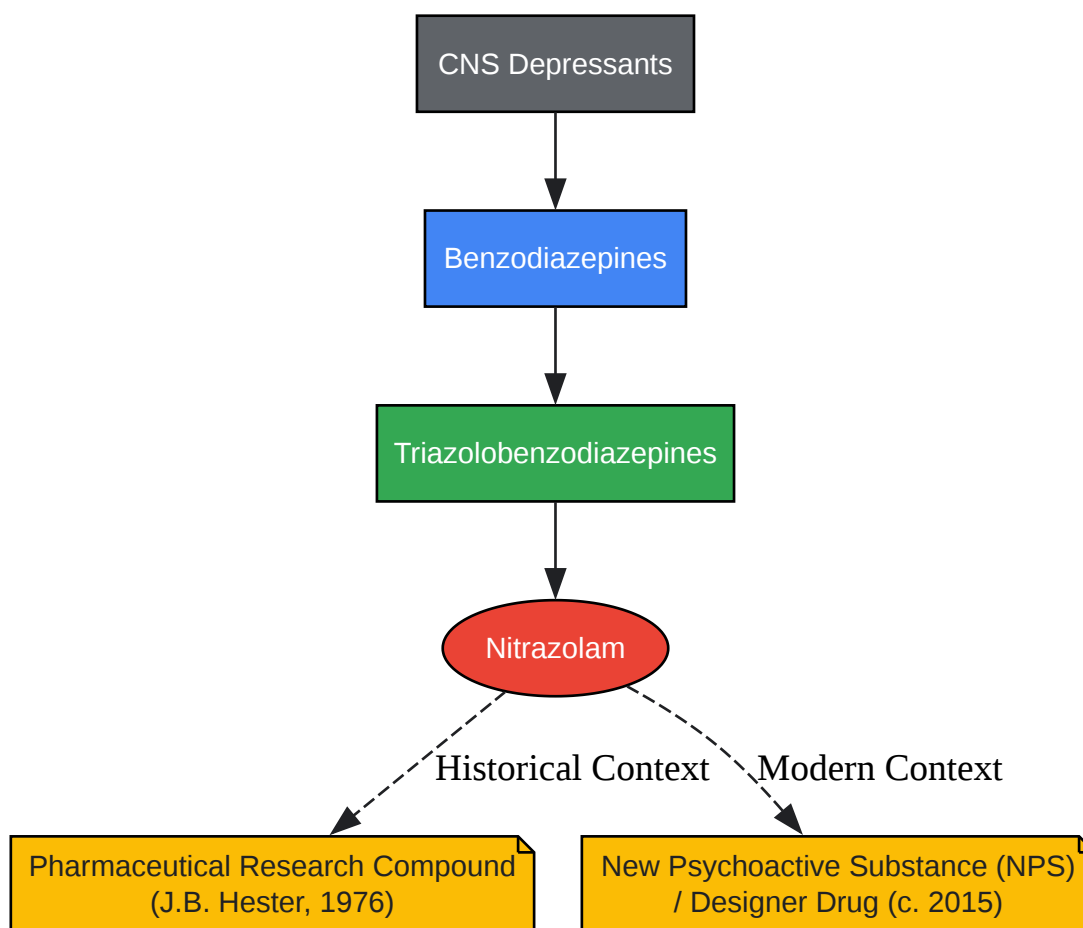 CNS Depressants
Benzodiazepines
Triazolobenzodiazepines
Nitrazolam
Historical Context
Modern Context
Pharmaceutical Research Compound
(J.B. Hester, 1976)
New Psychoactive Substance (NPS)
/ Designer Drug (c. 2015)